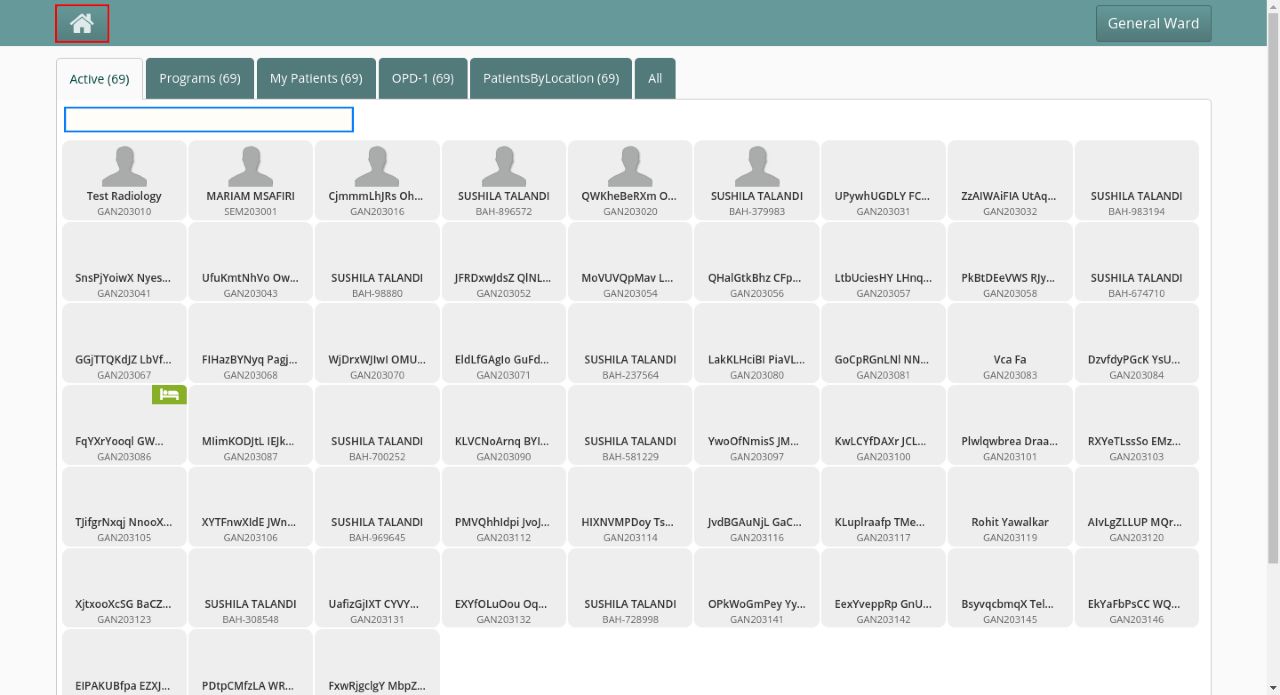 General Ward
Active (69)
Programs (69)
My Patients (69)
OPD-1 (69)
PatientsByLocation (69)
All
Test Radiology
GAN203010
MARIAM MSAFIRI
SEM203001
CjmmmLhJRs Oh...
GAN203016
SUSHILA TALANDI
BAH-896572
QWKheBeRXm O...
GAN203020
SUSHILA TALANDI
BAH-379983
UPywhUGDLY FC...
GAN203031
ZzAIWAiFIA UtAq...
GAN203032
SUSHILA TALANDI
BAH-983194
SnsPjYoiwX Nyes...
GAN203041
UfuKmtNhVo Ow...
GAN203043
SUSHILA TALANDI
BAH-98880
JFRDxwJdsZ QlNL...
GAN203052
MoVUVQpMav L...
GAN203054
QHalGtkBhz CFp...
GAN203056
LtbUciesHY LHnq...
GAN203057
PkBtDEeVWS RJy...
GAN203058
SUSHILA TALANDI
BAH-674710
GGjTTQKdJZ LbVf...
GAN203067
FIHazBYNyq Pagj...
GAN203068
WjDrxWJIwI OMU...
GAN203070
EldLfGAgIo GuFd...
GAN203071
SUSHILA TALANDI
BAH-237564
LakKLHciBI PiaVL...
GAN203080
GoCpRGnLNl NN...
GAN203081
Vca Fa
GAN203083
DzvfdyPGcK YsU...
GAN203084
FqYXrYooql GW...
GAN203086
MlimKODJtL IEJk...
GAN203087
SUSHILA TALANDI
BAH-700252
KLVCNoArnq BYI...
GAN203090
SUSHILA TALANDI
BAH-581229
YwoOfNmisS JM...
GAN203097
KwLCYfDAXr JCL...
GAN203100
Plwlqwbrea Draa...
GAN203101
RXYeTLssSo EMz...
GAN203103
TJifgrNxqj NnooX...
GAN203105
XYTFnwXIdE JWn...
GAN203106
SUSHILA TALANDI
BAH-969645
PMVQhhIdpi JvoJ...
GAN203112
HIXNVMPDoy Ts...
GAN203114
JvdBGAuNjL GaC...
GAN203116
KLuplraafp TMe...
GAN203117
Rohit Yawalkar
GAN203119
AIvLgZLLUP MQr...
GAN203120
XjtxooXcSG BaCZ...
GAN203123
SUSHILA TALANDI
BAH-308548
UafizGjIXT CYVY...
GAN203131
EXYfOLuOou Oq...
GAN203132
SUSHILA TALANDI
BAH-728998
OPkWoGmPey Yy...
GAN203141
EexYveppRp GnU...
GAN203142
BsyvqcbmqX Tel...
GAN203145
EkYaFbPsCC WQ...
GAN203146
EIPAKUBfpa EZXJ...
PDtpCMfzLA WR...
FxwRjgclgY MbpZ...